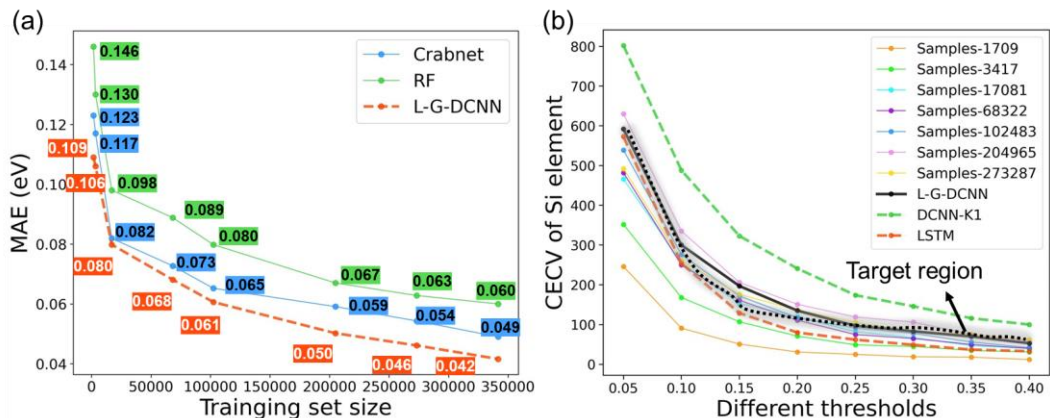 (a)
MAE (eV)
0.14
0.12
0.10
0.08
0.06
0.04
0.146
0.130
0.123
0.117
0.109
0.106
0.098
0.082
0.080
0.089
0.073
0.068
0.080
0.065
0.061
0.067
0.059
0.050
0.063
0.054
0.046
0.060
0.049
0.042
Crabnet
RF
L-G-DCNN
0 50000 100000 150000 200000 250000 300000 350000
Trainging set size
(b)
CECV of Si element
800
700
600
500
400
300
200
100
0
Samples-1709
Samples-3417
Samples-17081
Samples-68322
Samples-102483
Samples-204965
Samples-273287
L-G-DCNN
DCNN-K1
LSTM
Target region
0.05 0.10 0.15 0.20 0.25 0.30 0.35 0.40
Different thresholds